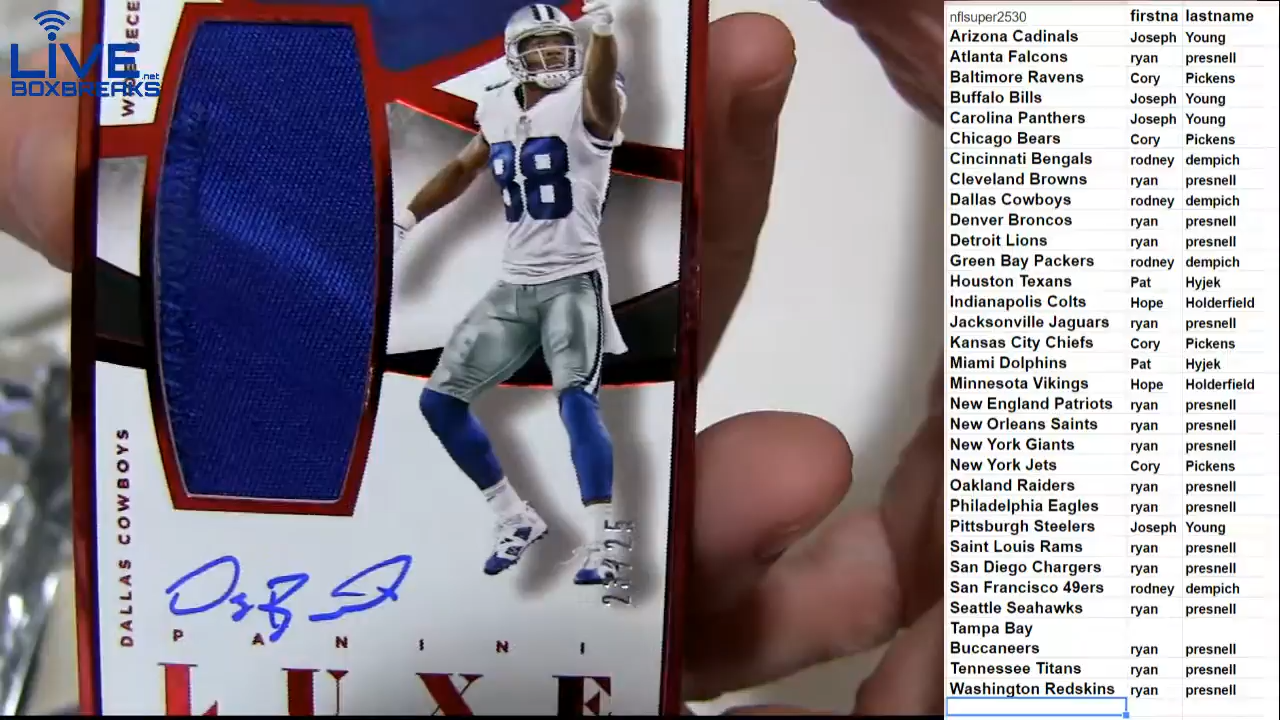 LIVE.net
BOXBREAKS
WIDE RECE
88
DALLAS COWBOYS
PANINI
LUXE
nflsuper2530 firstna lastname
Arizona Cadinals Joseph Young
Atlanta Falcons ryan presnell
Baltimore Ravens Cory Pickens
Buffalo Bills Joseph Young
Carolina Panthers Joseph Young
Chicago Bears Cory Pickens
Cincinnati Bengals rodney dempich
Cleveland Browns ryan presnell
Dallas Cowboys rodney dempich
Denver Broncos ryan presnell
Detroit Lions ryan presnell
Green Bay Packers rodney dempich
Houston Texans Pat Hyjek
Indianapolis Colts Hope Holderfield
Jacksonville Jaguars ryan presnell
Kansas City Chiefs Cory Pickens
Miami Dolphins Pat Hyjek
Minnesota Vikings Hope Holderfield
New England Patriots ryan presnell
New Orleans Saints ryan presnell
New York Giants ryan presnell
New York Jets Cory Pickens
Oakland Raiders ryan presnell
Philadelphia Eagles ryan presnell
Pittsburgh Steelers Joseph Young
Saint Louis Rams ryan presnell
San Diego Chargers ryan presnell
San Francisco 49ers rodney dempich
Seattle Seahawks ryan presnell
Tampa Bay
Buccaneers ryan presnell
Tennessee Titans ryan presnell
Washington Redskins ryan presnell